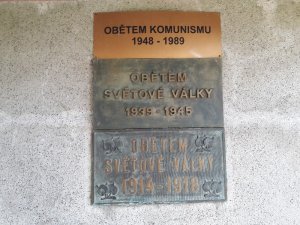 OBĚTEM KOMUNISMU
1948 - 1989
OBĚTEM
SVĚTOVÉ VÁLKY
1939 - 1945
OBĚTEM
SVĚTOVÉ VÁLKY
1914 - 1918